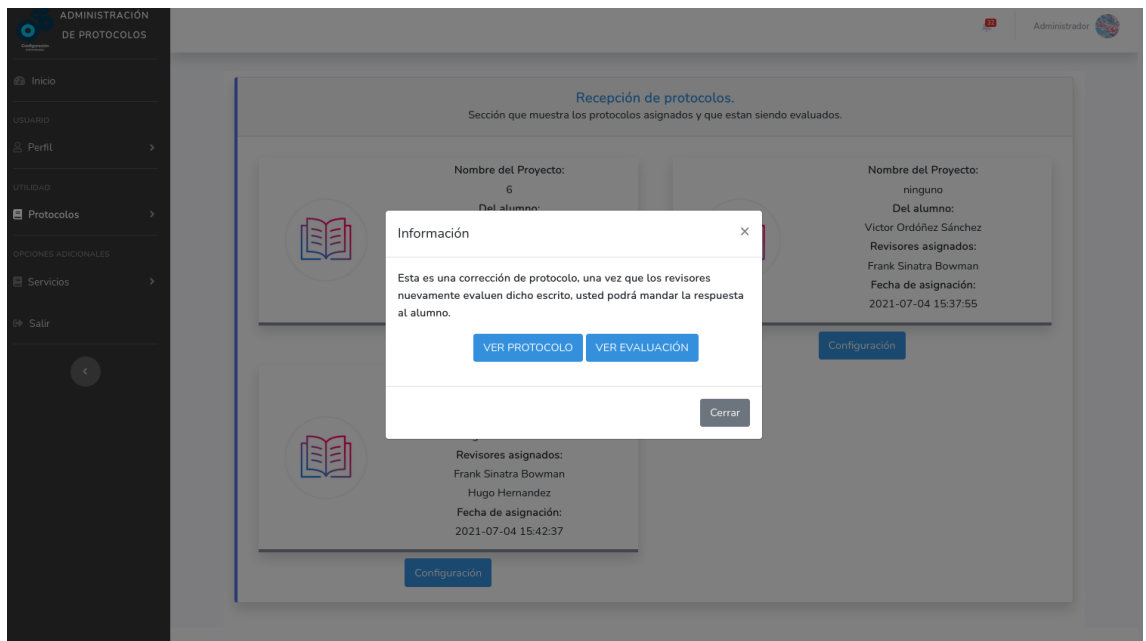 ADMINISTRACIÓN
DE PROTOCOLOS
Configuración
32
Administrador
Inicio
USUARIO
Perfil
UTILIDAD
Protocolos
OPCIONES ADICIONALES
Servicios
Salir
Recepción de protocolos.
Sección que muestra los protocolos asignados y que estan siendo evaluados.
Nombre del Proyecto:
6
Del alumno:
Nombre del Proyecto:
ninguno
Del alumno:
Victor Ordóñez Sánchez
Revisores asignados:
Frank Sinatra Bowman
Fecha de asignación:
2021-07-04 15:37:55
Configuración
Información
×
Esta es una corrección de protocolo, una vez que los revisores
nuevamente evaluen dicho escrito, usted podrá mandar la respuesta
al alumno.
VER PROTOCOLO VER EVALUACIÓN
Cerrar
Revisores asignados:
Frank Sinatra Bowman
Hugo Hernandez
Fecha de asignación:
2021-07-04 15:42:37
Configuración